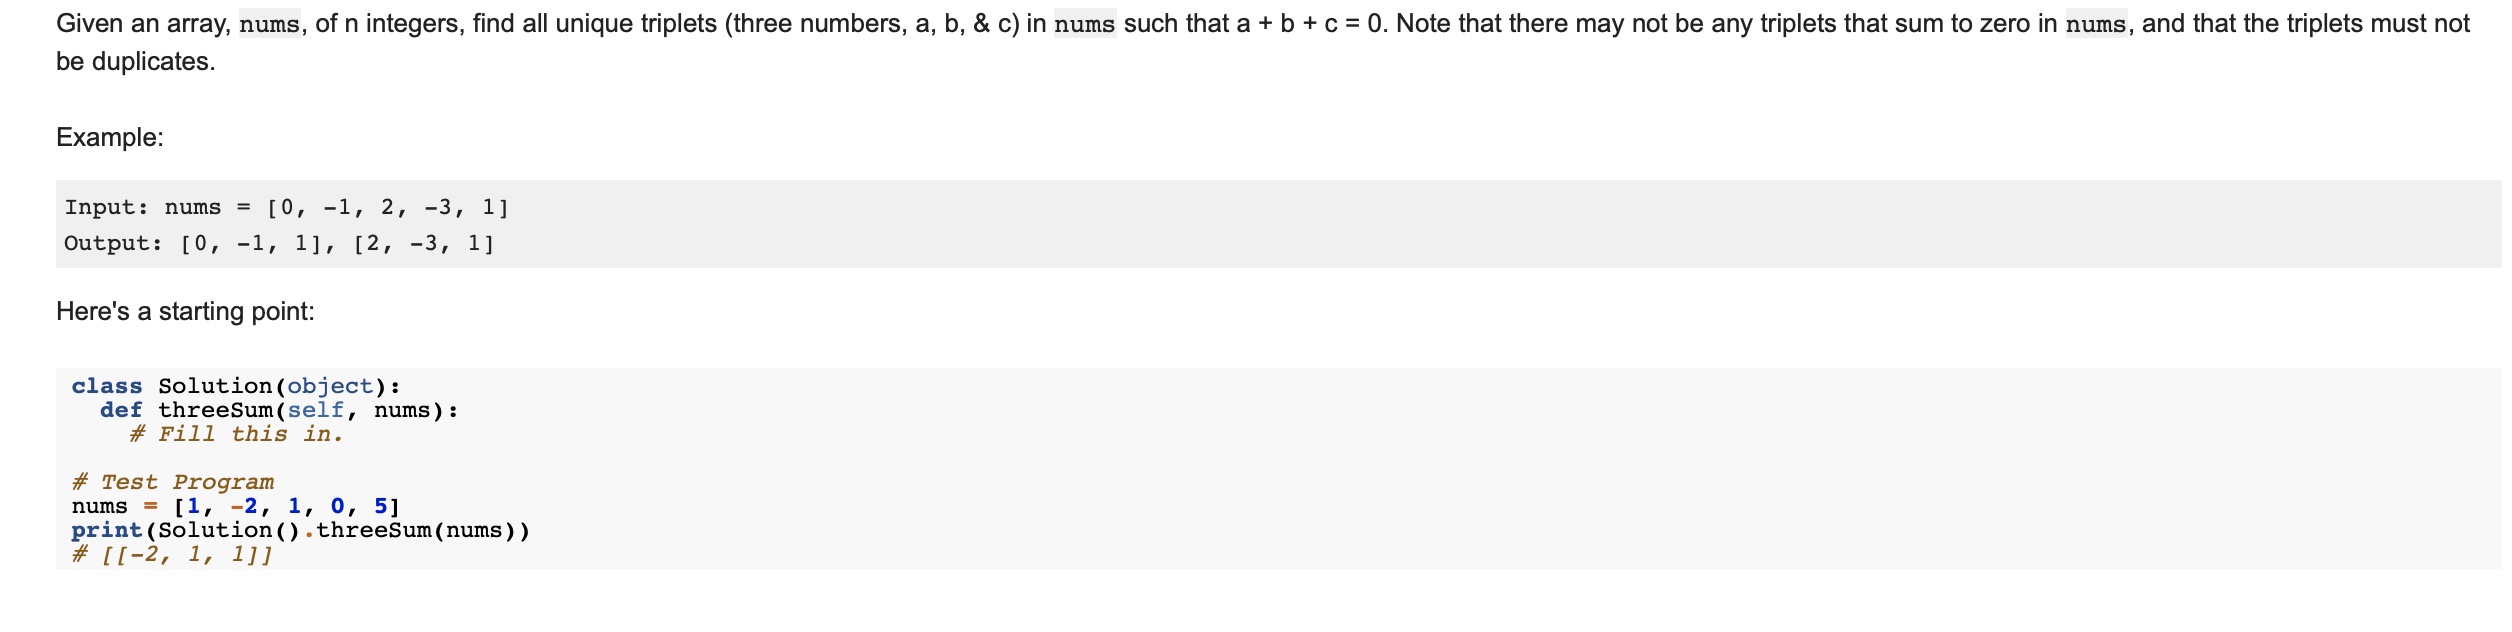 Given an array, nums, of n integers, find all unique triplets (three numbers, a, b, & c) in nums such that a + b + c = 0. Note that there may not be any triplets that sum to zero in nums, and that the triplets must not
be duplicates.
Example:
Input: nums = [0, -1, 2, -3, 1]
Output: [0, -1, 1], [2, -3, 1]
Here's a starting point:
class Solution(object):
  def threeSum(self, nums):
    # Fill this in.
# Test Program
nums = [1, -2, 1, 0, 5]
print(Solution().threeSum(nums))
# [[-2, 1, 1]]